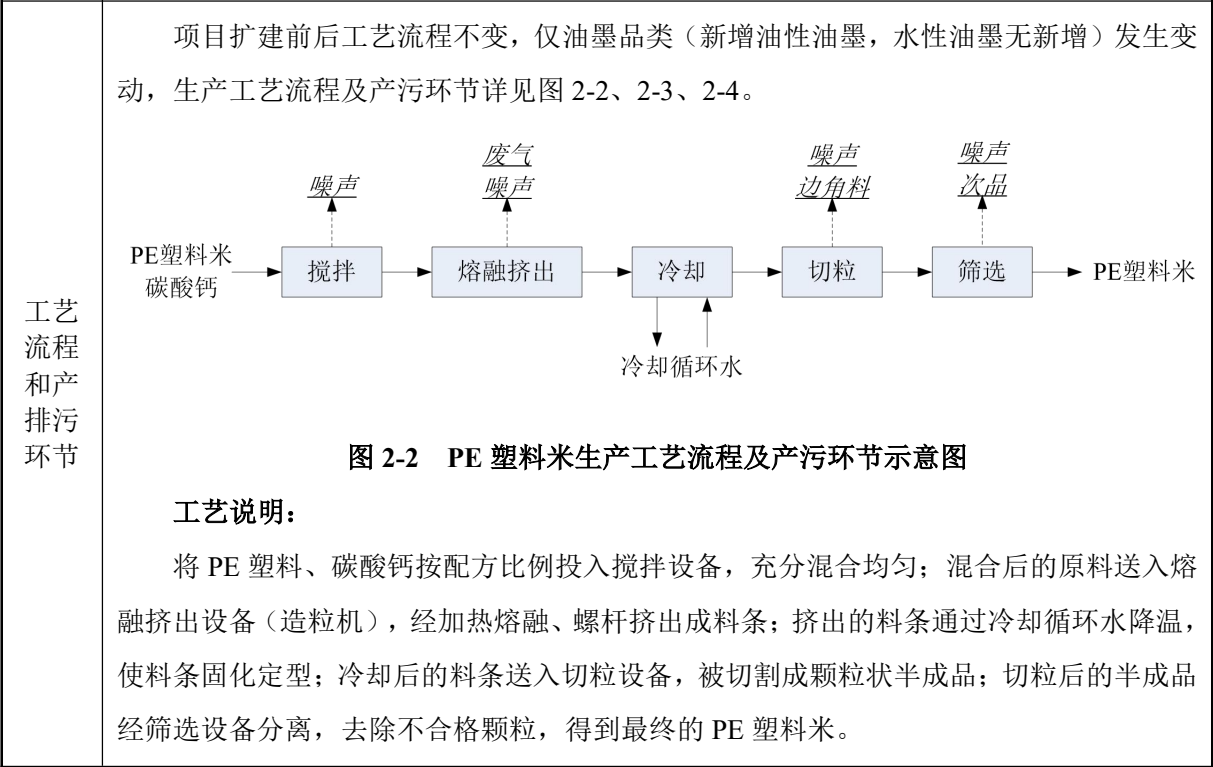 工艺
流程
和产
排污
环节
项目扩建前后工艺流程不变，仅油墨品类（新增油性油墨，水性油墨无新增）发生变
动，生产工艺流程及产污环节详见图 2-2、2-3、2-4。
废气
噪声
噪声
噪声
边角料
噪声
次品
PE塑料米
碳酸钙
搅拌
熔融挤出
冷却
切粒
筛选
PE塑料米
冷却循环水
图 2-2 PE 塑料米生产工艺流程及产污环节示意图
工艺说明：
将 PE 塑料、碳酸钙按配方比例投入搅拌设备，充分混合均匀；混合后的原料送入熔
融挤出设备（造粒机），经加热熔融、螺杆挤出成料条；挤出的料条通过冷却循环水降温，
使料条固化定型；冷却后的料条送入切粒设备，被切割成颗粒状半成品；切粒后的半成品
经筛选设备分离，去除不合格颗粒，得到最终的 PE 塑料米。